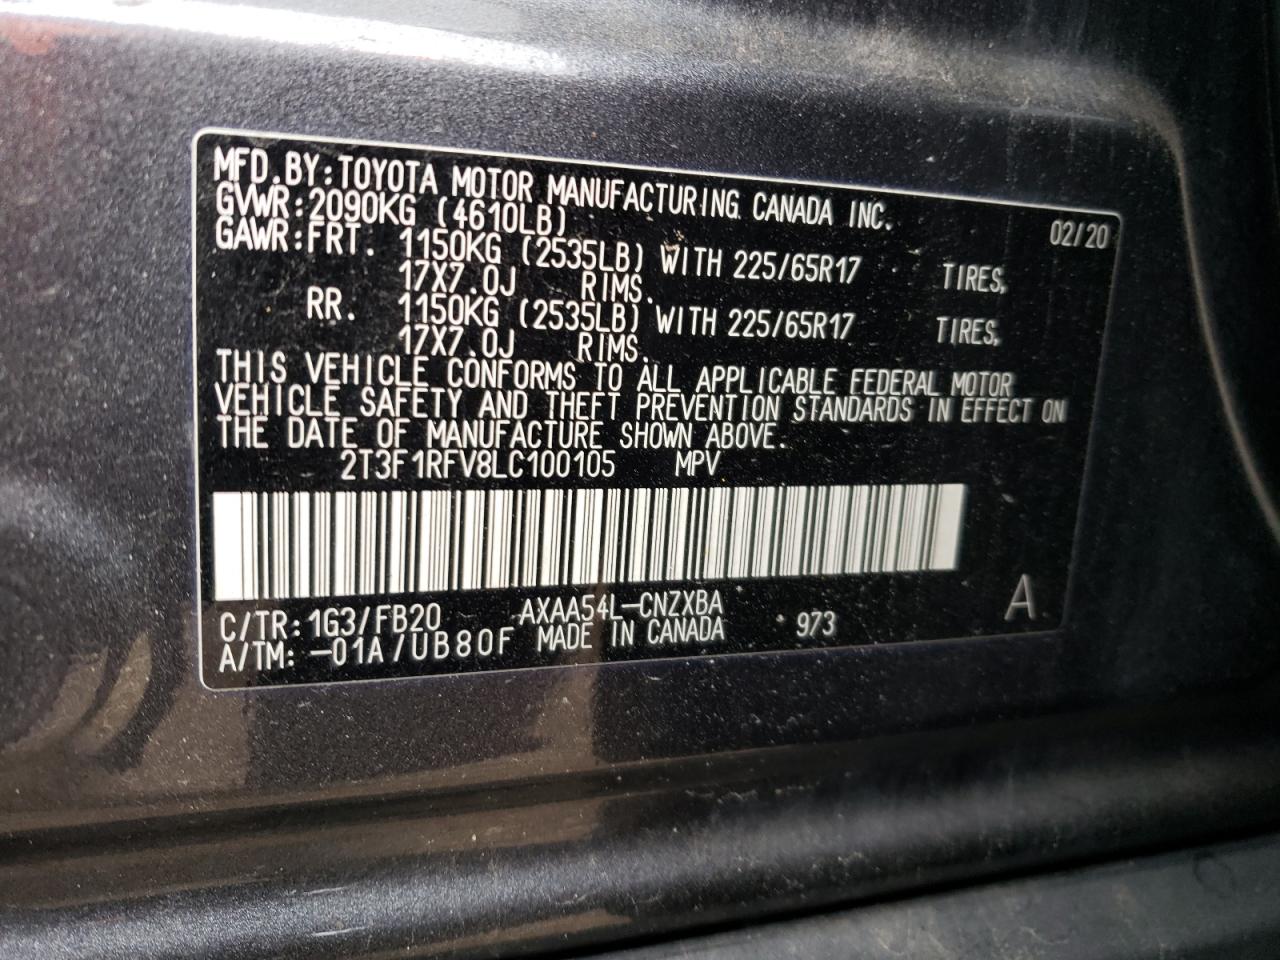 MFD.BY:TOYOTA MOTOR MANUFACTURING CANADA INC. 02/20
GVWR:2090KG (4610LB)
GAWR:FRT. 1150KG (2535LB) WITH 225/65R17 TIRES,
17X7.0J RIMS.
RR. 1150KG (2535LB) WITH 225/65R17 TIRES,
17X7.0J RIMS.
THIS VEHICLE CONFORMS TO ALL APPLICABLE FEDERAL MOTOR
VEHICLE SAFETY AND THEFT PREVENTION STANDARDS IN EFFECT ON
THE DATE OF MANUFACTURE SHOWN ABOVE.
2T3F1RFV8LC100105 MPV
C/TR:1G3/FB20 AXAA54L-CNZXBA * 973 A
A/TM:-01A/UB80F MADE IN CANADA